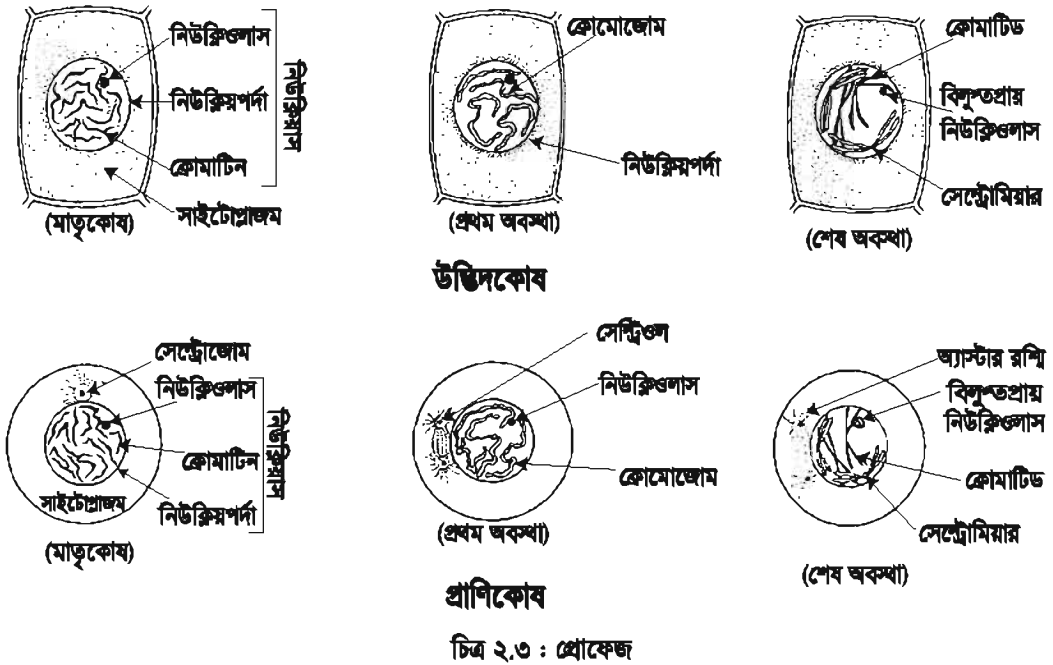 নিউক্লিওলাস
নিউক্লিয়পর্দা
নিউক্লিয়াস
ক্রোমাটিন
সাইটোপ্লাজম
(মাতৃকোষ)
ক্রোমোজোম
নিউক্লিয়পর্দা
(প্রথম অবস্থা)
ক্রোমাটিড
বিলুপ্তপ্রায়
নিউক্লিওলাস
সেন্ট্রোমিয়ার
(শেষ অবস্থা)
উদ্ভিদকোষ
সেন্ট্রোজোম
নিউক্লিওলাস
নিউক্লিয়াস
ক্রোমাটিন
সাইটোপ্লাজম
নিউক্লিয়পর্দা
(মাতৃকোষ)
সেন্ট্রিওল
নিউক্লিওলাস
ক্রোমোজোম
(প্রথম অবস্থা)
অ্যাস্টার রশ্মি
বিলুপ্তপ্রায়
নিউক্লিওলাস
ক্রোমাটিড
সেন্ট্রোমিয়ার
(শেষ অবস্থা)
প্রাণিকোষ
চিত্র ২.৩ : প্রোফেজ